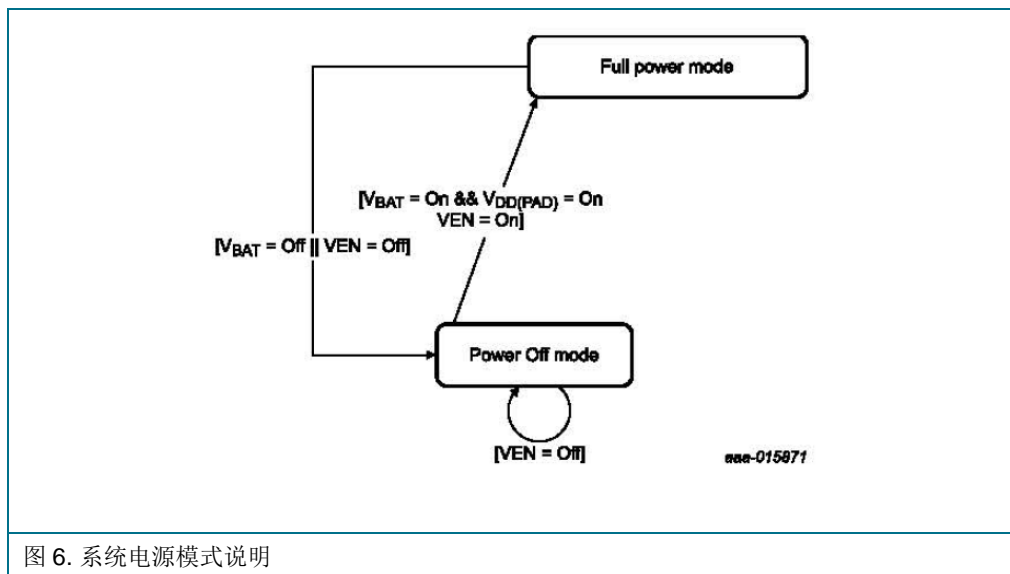 Full power mode
[VBAT = On && VDD(PAD) = On
VEN = On]
[VBAT = Off || VEN = Off]
Power Off mode
[VEN = Off]
aaa-015871
图 6. 系统电源模式说明